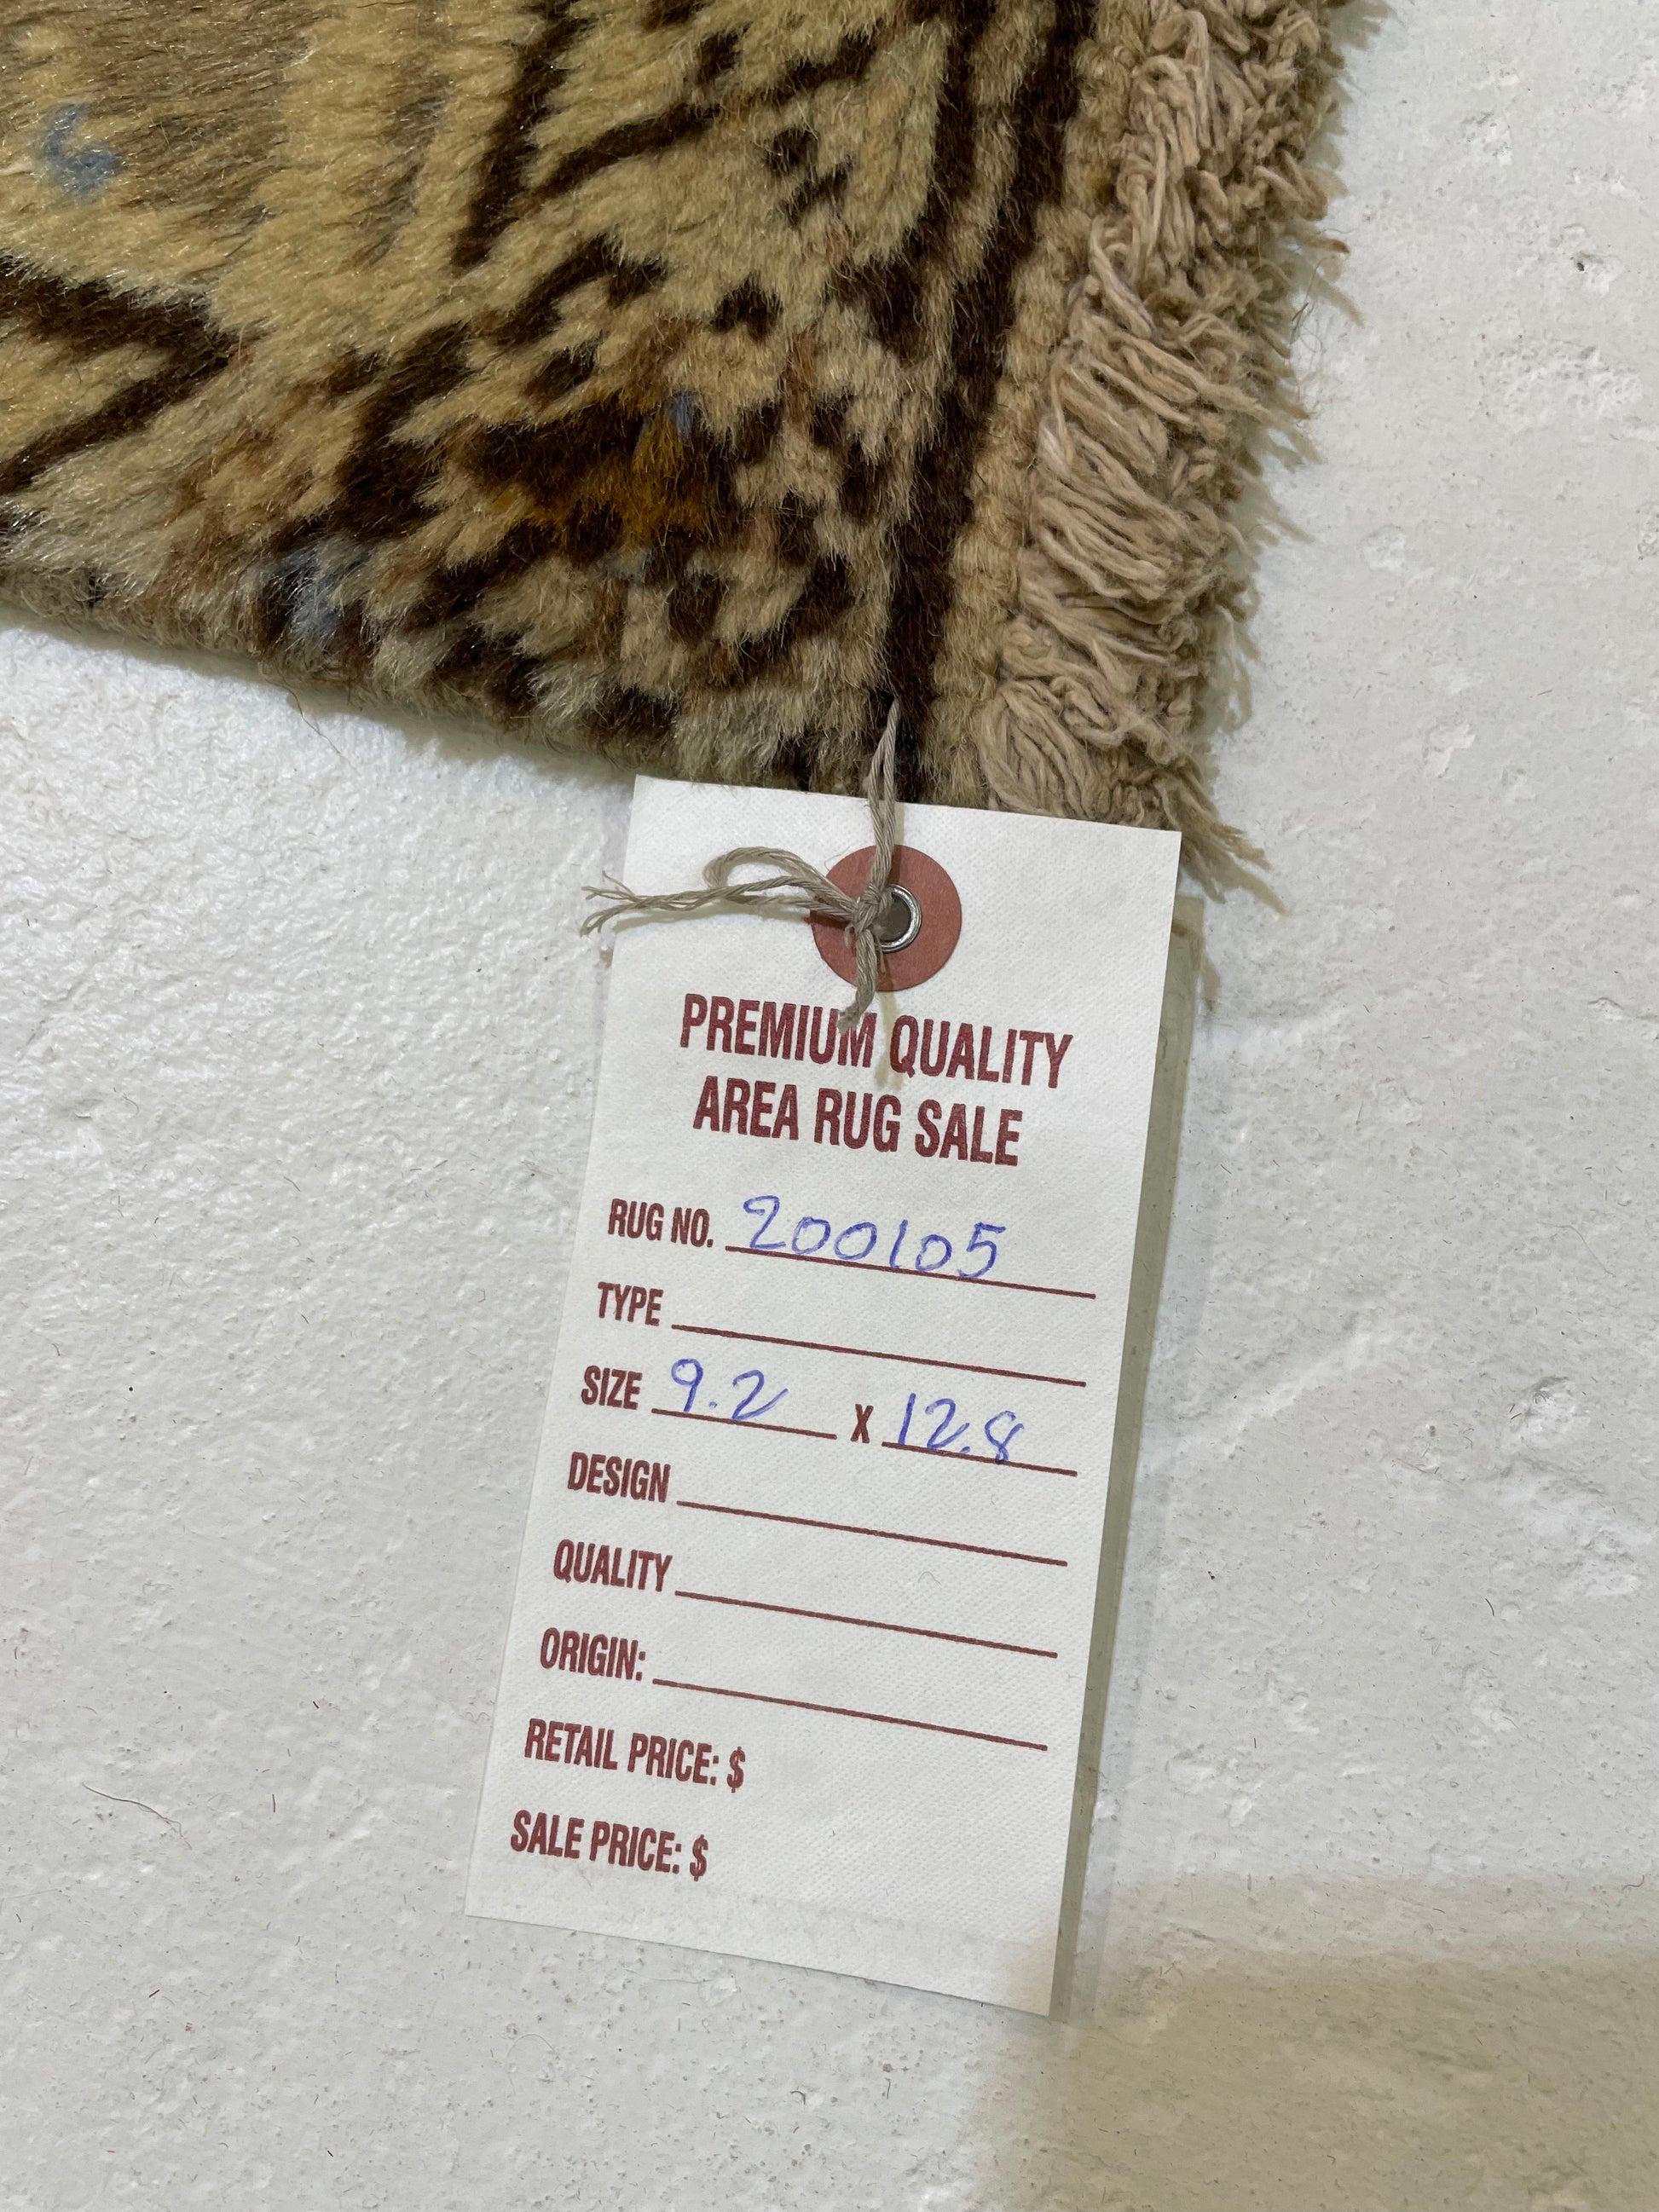 PREMIUM QUALITY
AREA RUG SALE
RUG NO. 200105
TYPE
SIZE 9.2 X 12.8
DESIGN
QUALITY
ORIGIN:
RETAIL PRICE: $
SALE PRICE: $